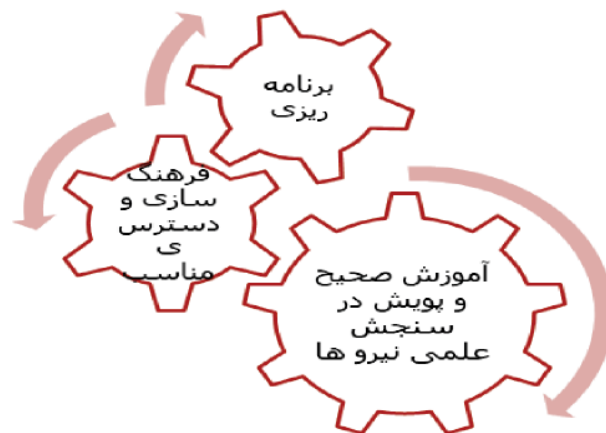 برنامه
ریزی
فرهنگ
سازی و
دسترس
ی
مناسب
آموزش صحیح
و پویش در
سنجش
علمی نیرو ها